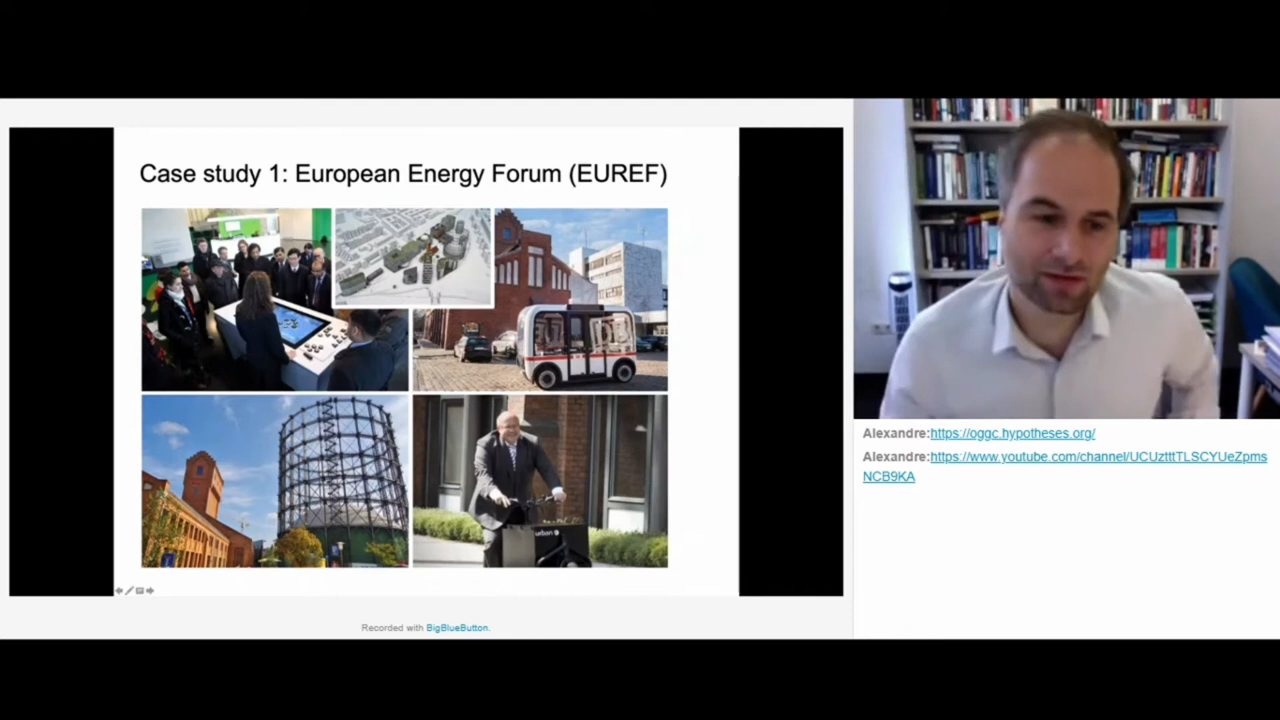 Case study 1: European Energy Forum (EUREF)
urban
Alexandre:https://oggc.hypotheses.org/
Alexandre:https://www.youtube.com/channel/UCUztttTLSCYUeZpms
NCB9KA
Recorded with BigBlueButton.